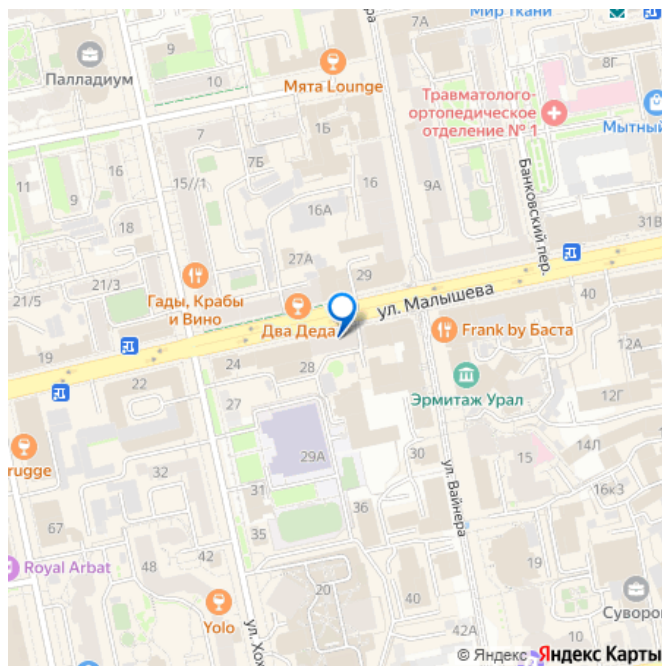 Мир Ткани
7А
8Г
9
Палладиум
10
Мята Lounge
Травматолого-
ортопедическое
отделение № 1
Мытный
1Б
7
7Б
16
15//1
16
9А
11
9
18
16А
Банковский пер.
31В
27А
29
21/3
21/5
Гады, Крабы
и Вино
Два Деда
ул. Малышева
40
Frank by Баста
19
24
28
12А
22
27
Эрмитаж Урал
12Г
29А
30
ул. Вайнера
15
14Л
rugge
32
31
16к3
36
35
67
42
48
Royal Arbat
20
40
Yolo
ул. Хох
42А
10
Суворо
© Яндекс
Яндекс Карты